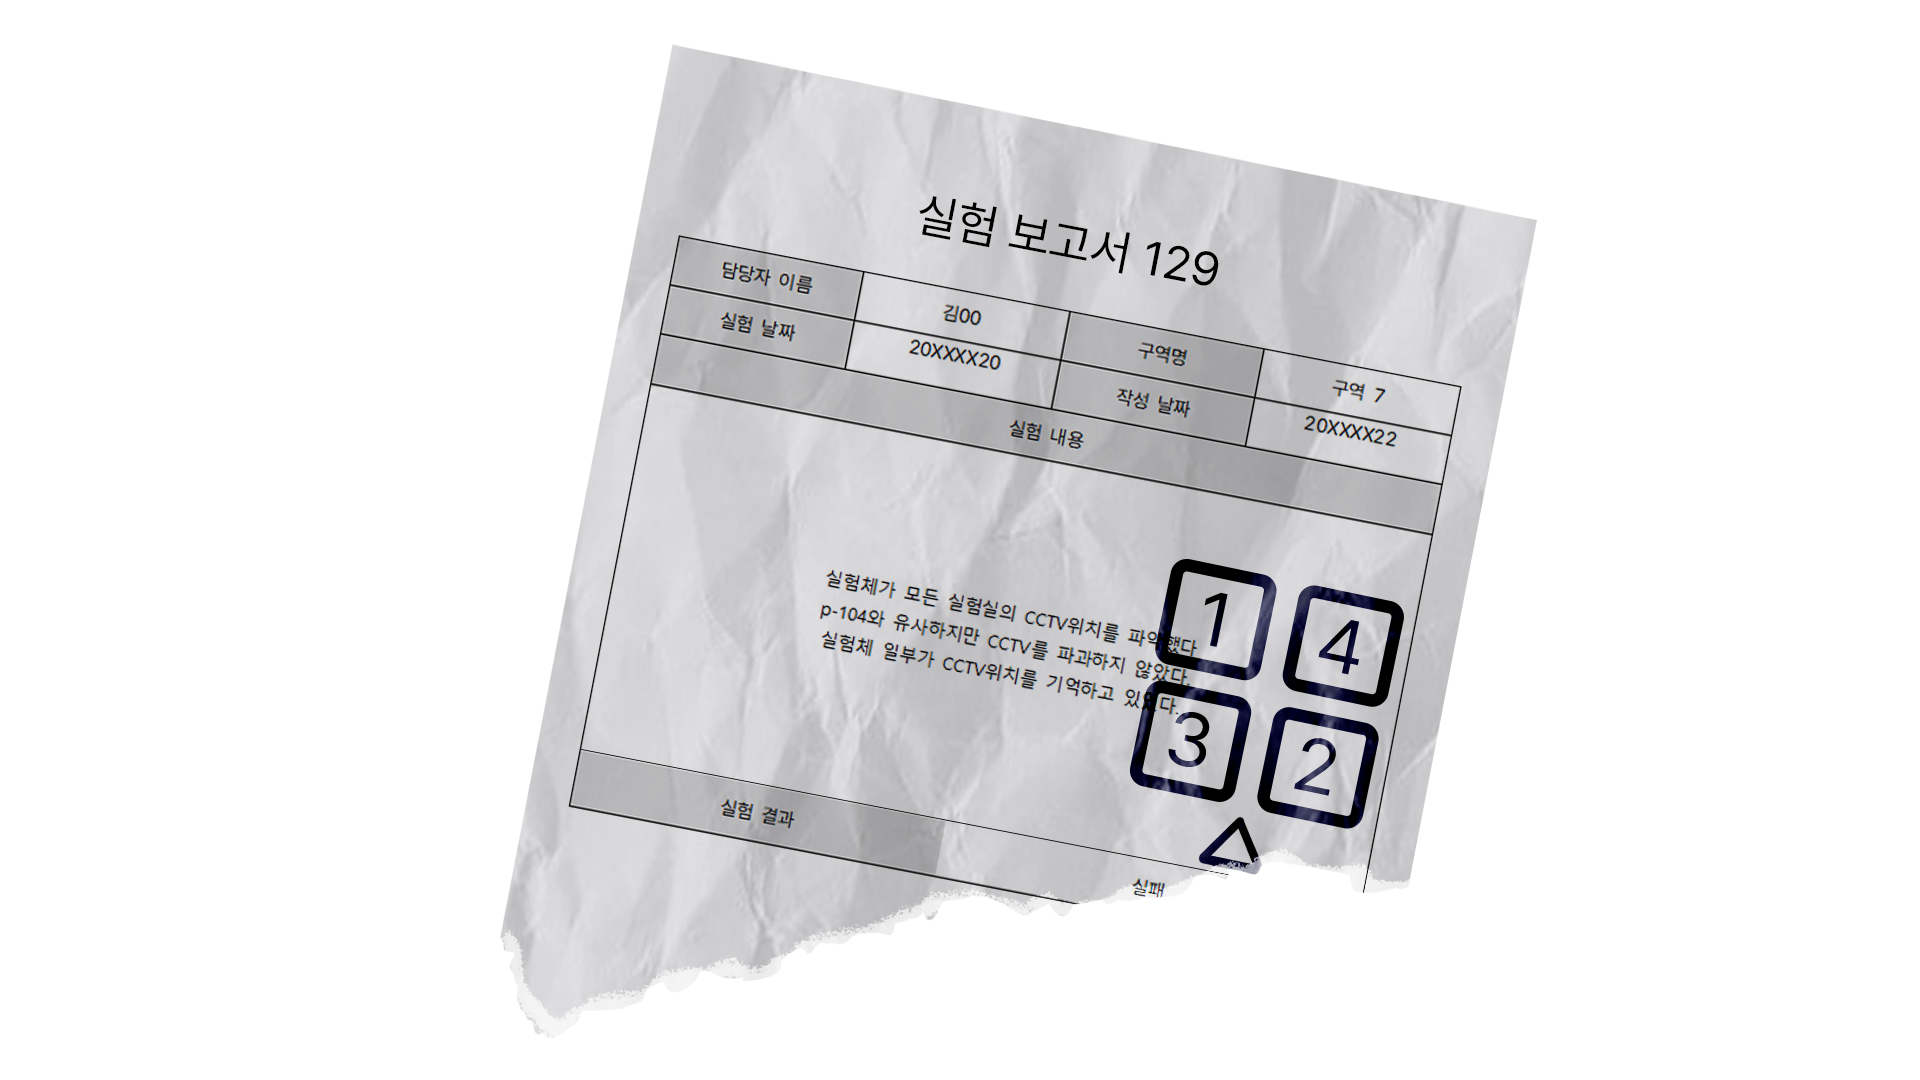 실험 보고서 129
담당자 이름 김00 구역명 구역 7
실험 날짜 20XXXX20 작성 날짜 20XXXX22
실험 내용
실험체가 모든 실험실의 CCTV위치를 파악했다
p-104와 유사하지만 CCTV를 파과하지 않았다.
실험체 일부가 CCTV위치를 기억하고 있었다.
1 4
3 2
실험 결과 실패